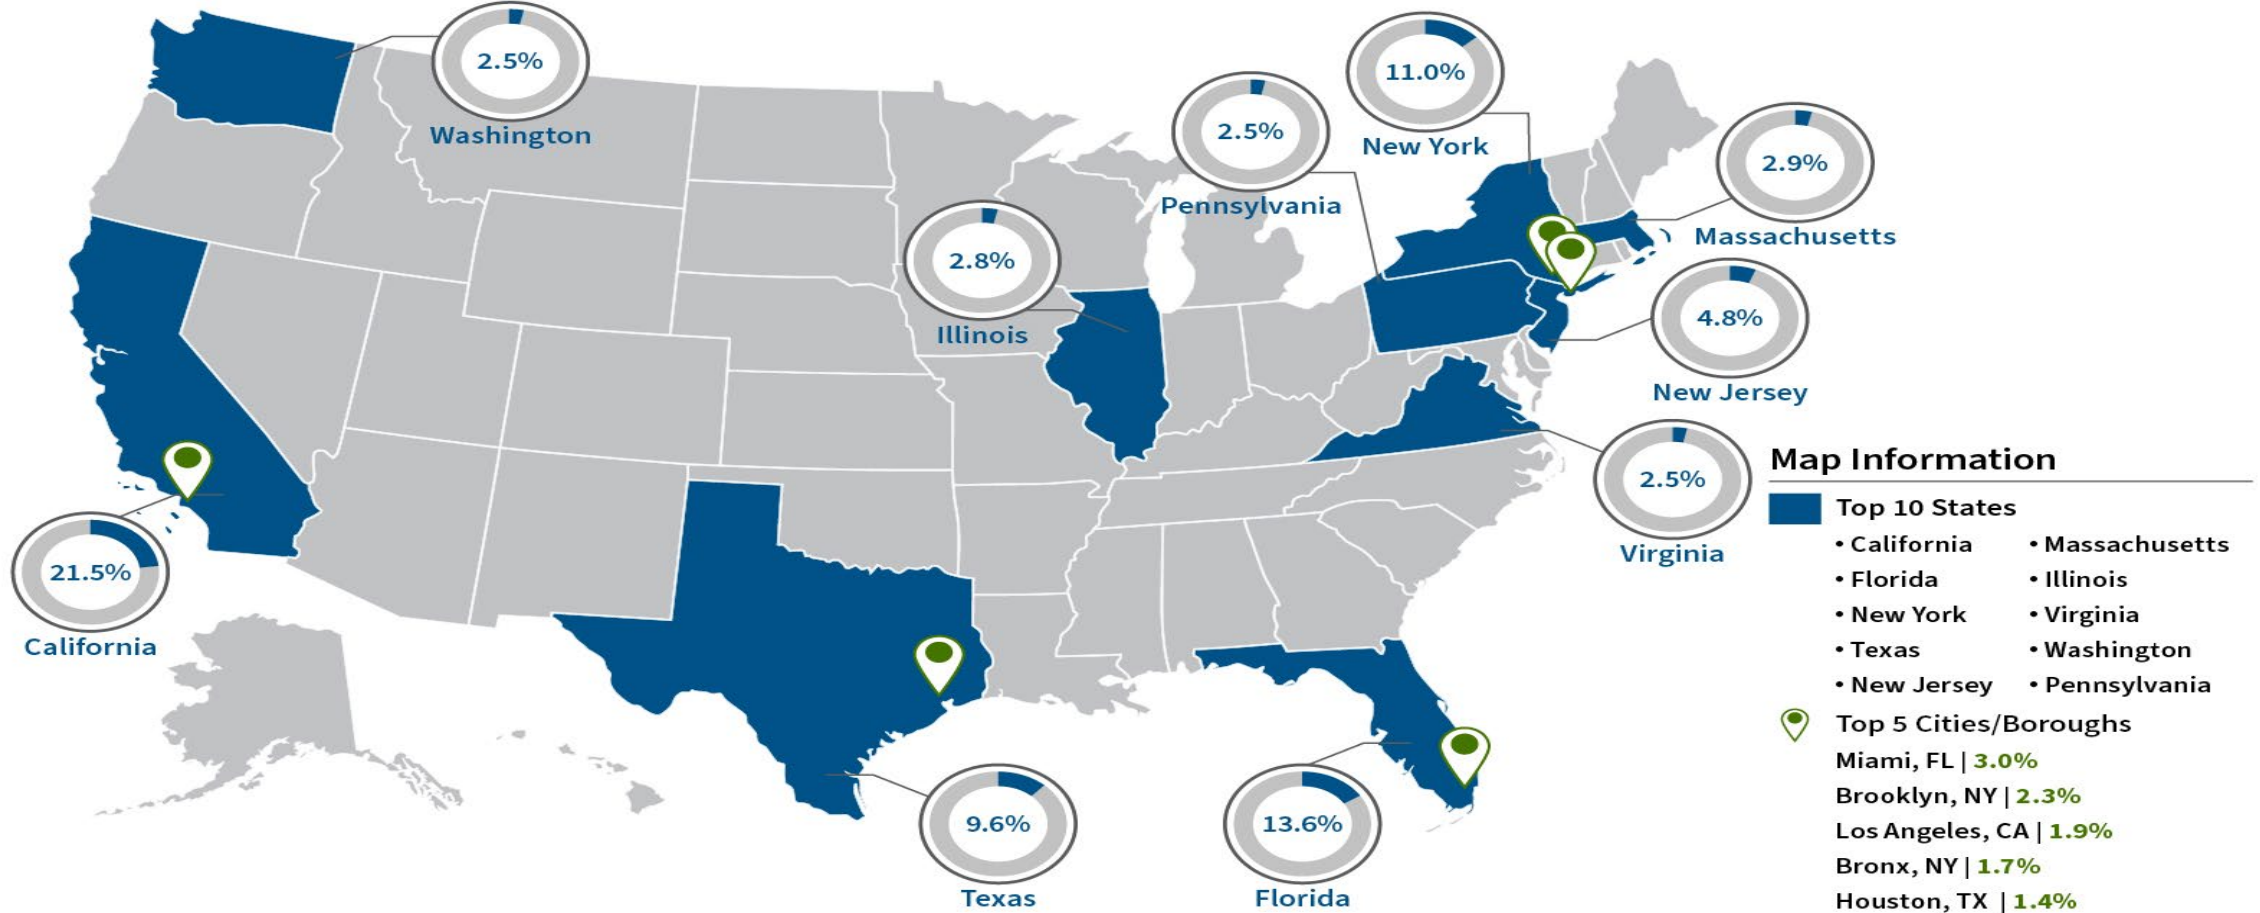 2.5%
Washington
11.0%
New York
2.5%
Pennsylvania
2.9%
Massachusetts
2.8%
Illinois
4.8%
New Jersey
2.5%
Virginia
21.5%
California
9.6%
Texas
13.6%
Florida
Map Information
Top 10 States
• California
• Florida
• New York
• Texas
• New Jersey
• Massachusetts
• Illinois
• Virginia
• Washington
• Pennsylvania
Top 5 Cities/Boroughs
Miami, FL | 3.0%
Brooklyn, NY | 2.3%
Los Angeles, CA | 1.9%
Bronx, NY | 1.7%
Houston, TX | 1.4%